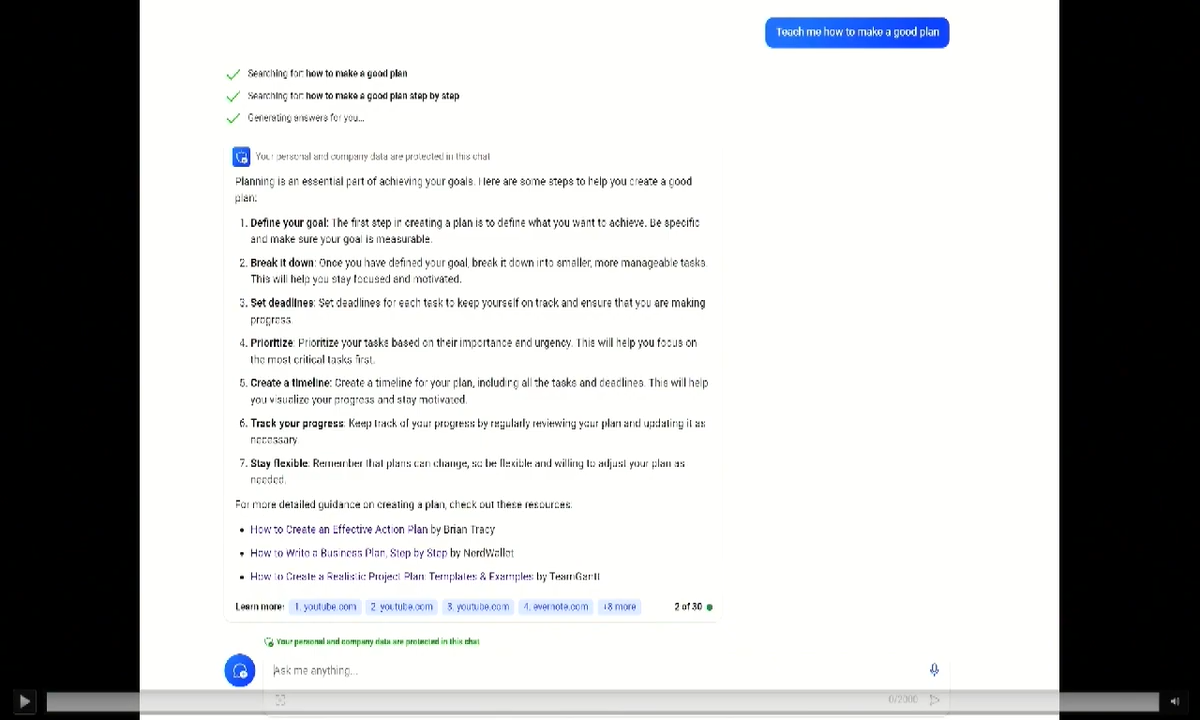 Teach me how to make a good plan
Searching for: how to make a good plan
Searching for: how to make a good plan step by step
Generating answers for you...
Your personal and company data are protected in this chat
Planning is an essential part of achieving your goals. Here are some steps to help you create a good
plan:
1. Define your goal: The first step in creating a plan is to define what you want to achieve. Be specific
and make sure your goal is measurable.
2. Break it down: Once you have defined your goal, break it down into smaller, more manageable tasks.
This will help you stay focused and motivated.
3. Set deadlines: Set deadlines for each task to keep yourself on track and ensure that you are making
progress.
4. Prioritize: Prioritize your tasks based on their importance and urgency. This will help you focus on
the most critical tasks first.
5. Create a timeline: Create a timeline for your plan, including all the tasks and deadlines. This will help
you visualize your progress and stay motivated.
6. Track your progress: Keep track of your progress by regularly reviewing your plan and updating it as
necessary.
7. Stay flexible: Remember that plans can change, so be flexible and willing to adjust your plan as
needed.
For more detailed guidance on creating a plan, check out these resources:
• How to Create an Effective Action Plan by Brian Tracy
• How to Write a Business Plan, Step by Step by NerdWallet
• How to Create a Realistic Project Plan: Templates & Examples by TeamGantt
Learn more: 1. youtube.com 2. youtube.com 3. youtube.com 4. evernote.com +8 more 2 of 30
Your personal and company data are protected in this chat
Ask me anything...
0/2000